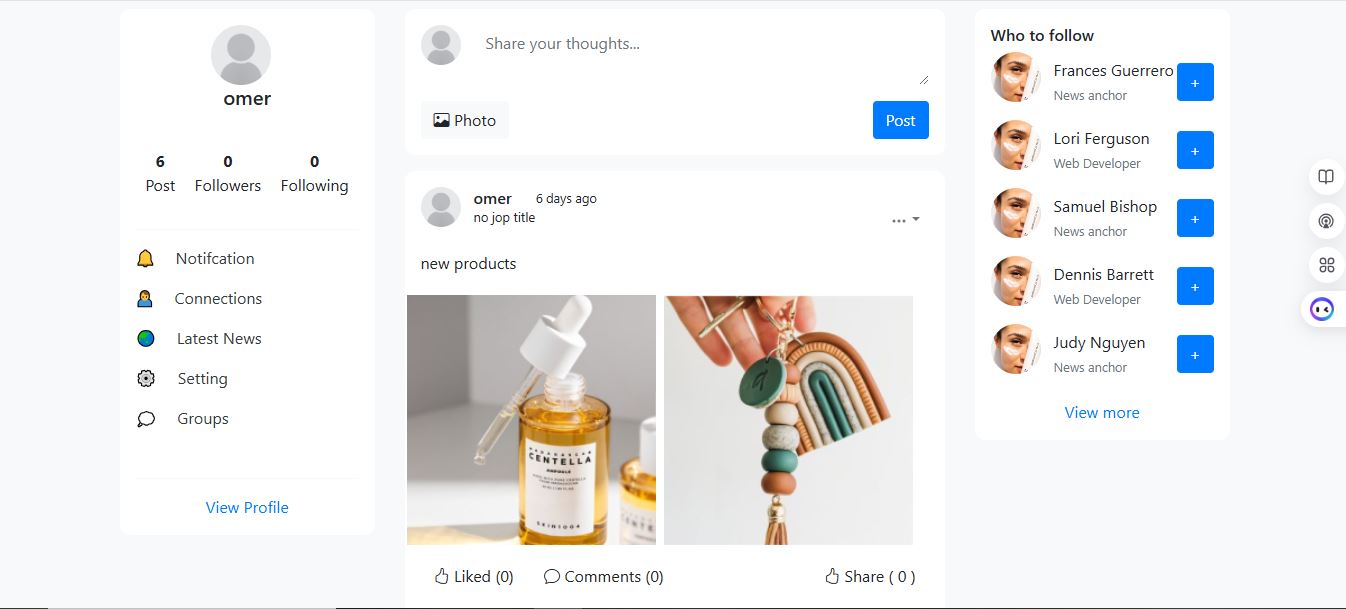 omer
6 0 0
Post Followers Following
Notifcation
Connections
Latest News
Setting
Groups
View Profile
Share your thoughts...
Photo
Post
omer 6 days ago
no jop title
...
new products
CENTELLA
AMPOULE
SKIN1004
Liked (0) Comments (0) Share ( 0 )
Who to follow
Frances Guerrero
News anchor
+
Lori Ferguson
Web Developer
+
Samuel Bishop
News anchor
+
Dennis Barrett
Web Developer
+
Judy Nguyen
News anchor
+
View more